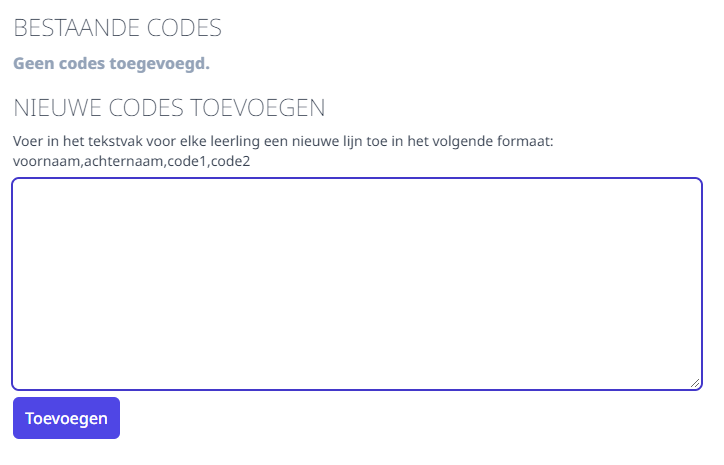 BESTAANDE CODES
Geen codes toegevoegd.
NIEUWE CODES TOEVOEGEN
Voer in het tekstvak voor elke leerling een nieuwe lijn toe in het volgende formaat:
voornaam,achternaam,code1,code2
Toevoegen